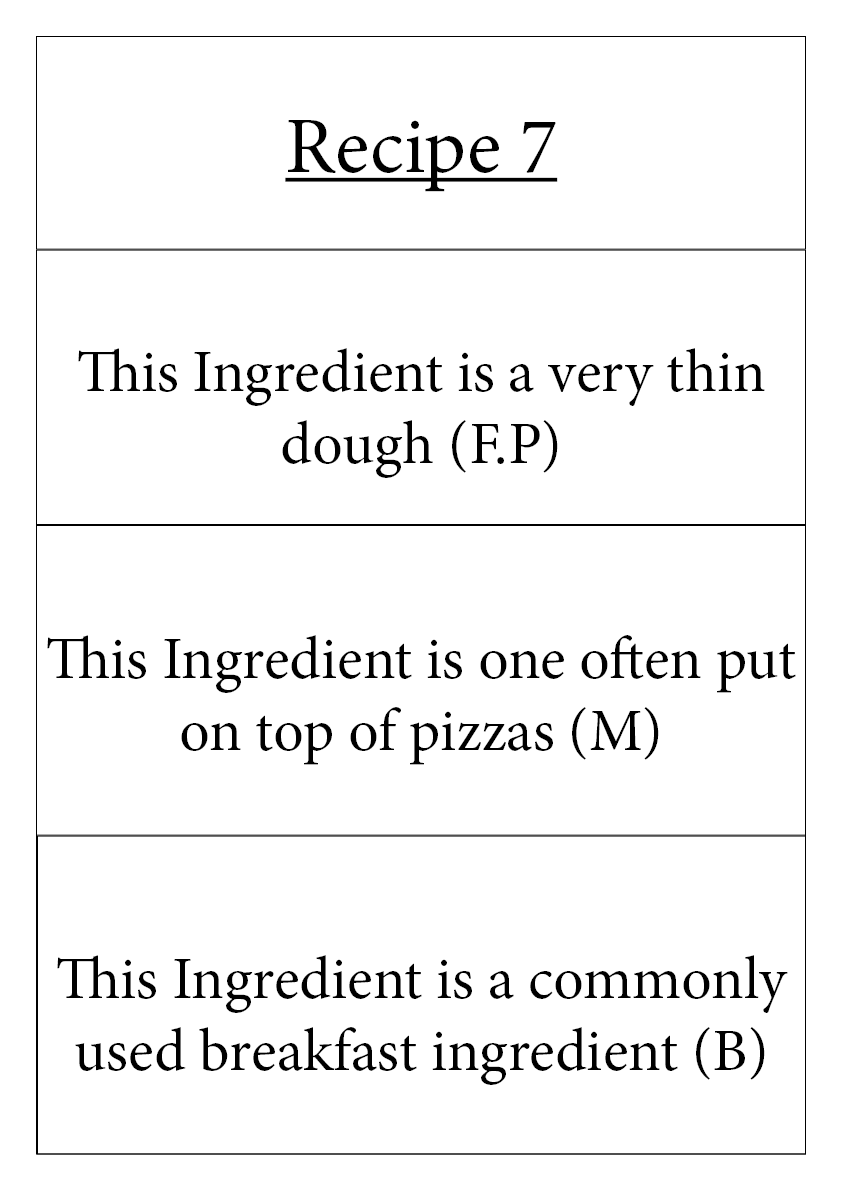 Recipe 7
This Ingredient is a very thin
dough (F.P)
This Ingredient is one often put
on top of pizzas (M)
This Ingredient is a commonly
used breakfast ingredient (B)